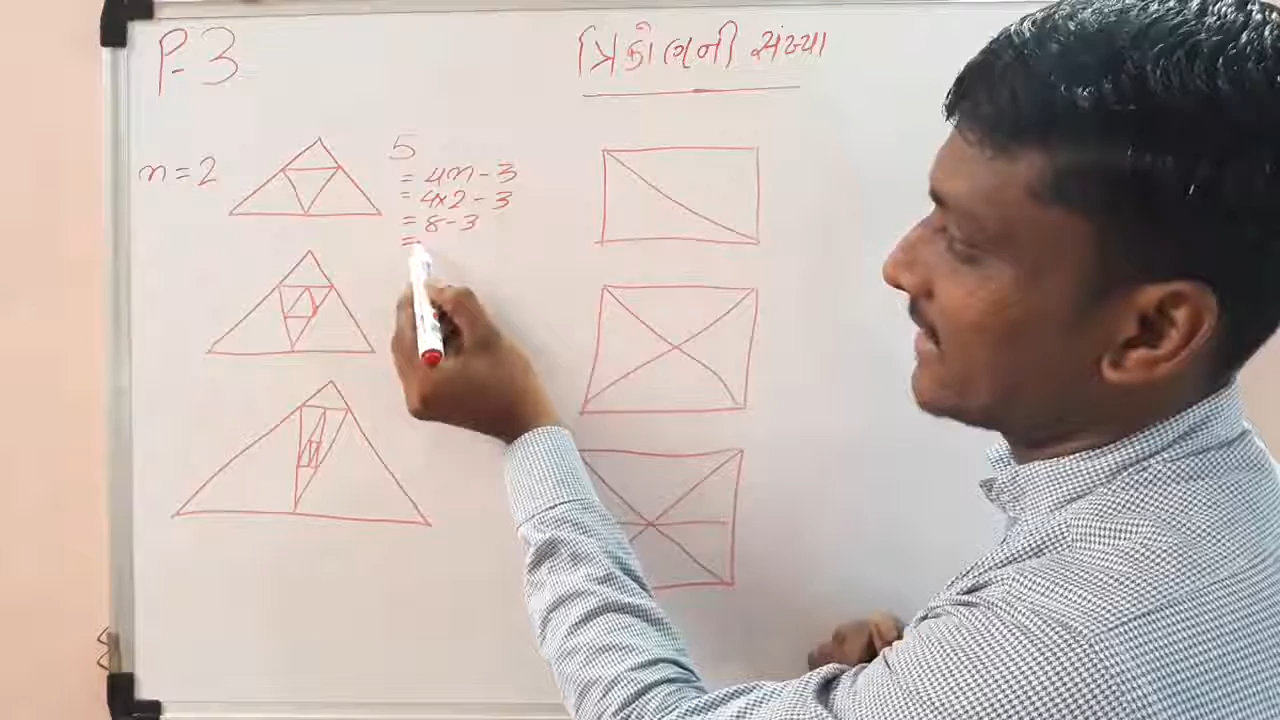 P-3
ત્રિકોણની સંખ્યા
n=2
5
= 4n-3
= 4×2-3
= 8-3
=